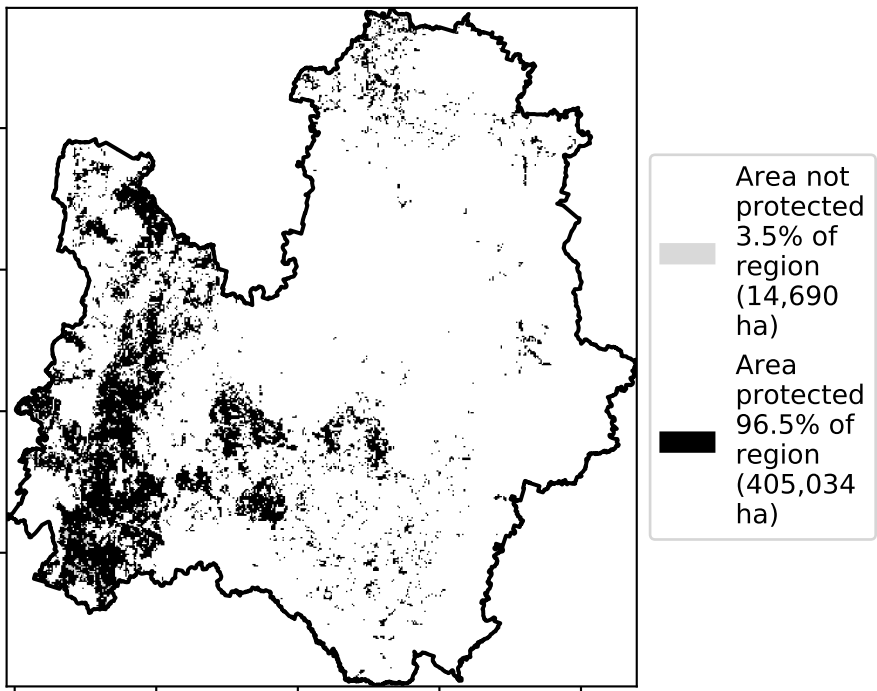 Area not
protected
3.5% of
region
(14,690
ha)
Area
protected
96.5% of
region
(405,034
ha)